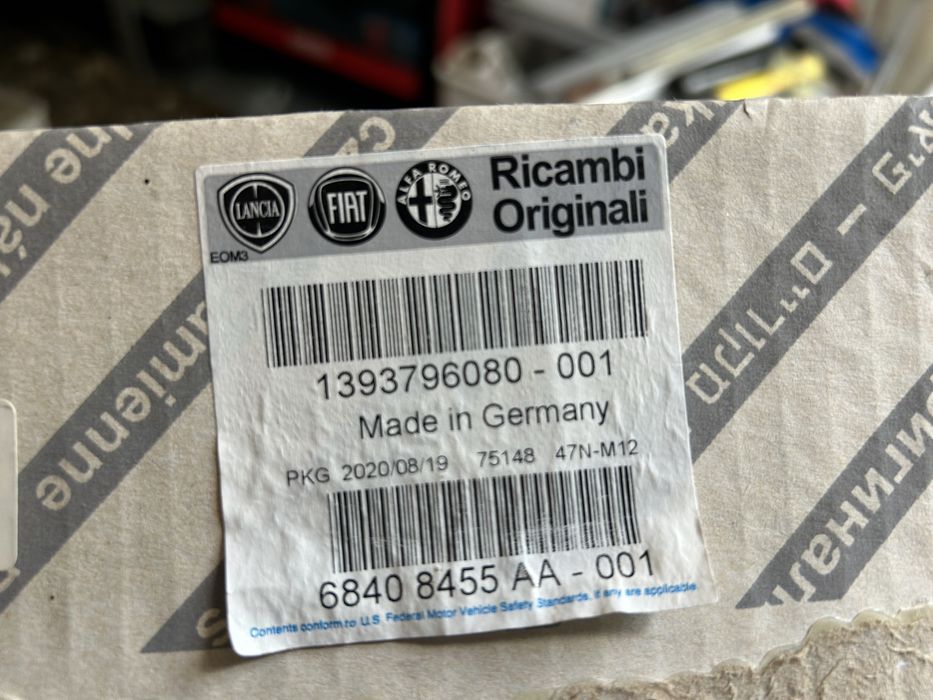 LANCIA
FIAT
ALFA ROMEO
Ricambi
Originali
EOM3
1393796080 - 001
Made in Germany
PKG 2020/08/19 75148 47N-M12
6840 8455 AA - 001
Contents conform to U.S. Federal Motor Vehicle Safety Standards, if any are applicable.